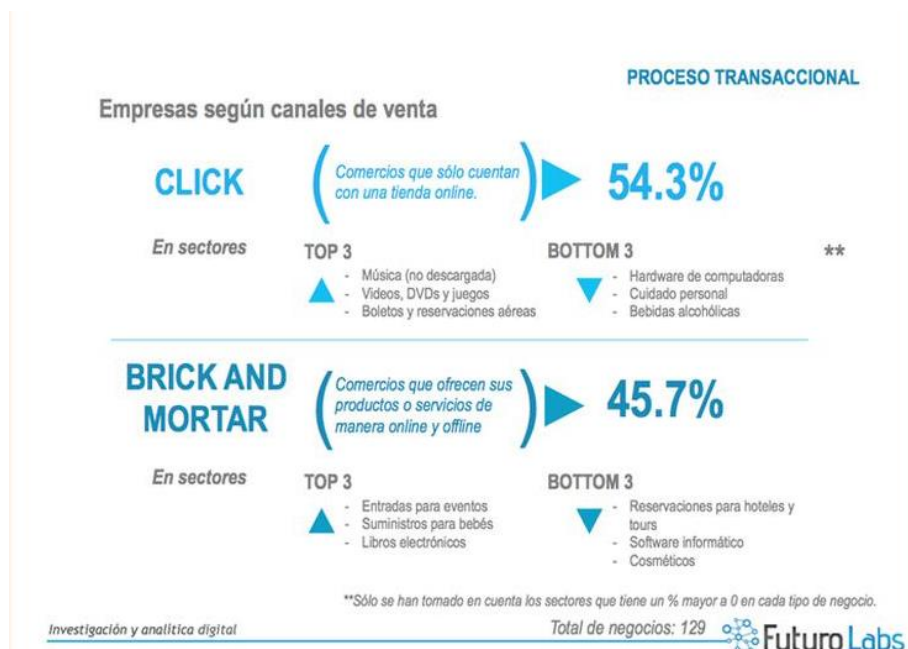 PROCESO TRANSACCIONAL
Empresas según canales de venta
CLICK
(Comercios que sólo cuentan
con una tienda online.)
54.3%
En sectores
TOP 3
- Música (no descargada)
- Videos, DVDs y juegos
- Boletos y reservaciones aéreas
BOTTOM 3
- Hardware de computadoras
- Cuidado personal
- Bebidas alcohólicas
**
BRICK AND
MORTAR
(Comercios que ofrecen sus
productos o servicios de
manera online y offline)
45.7%
En sectores
TOP 3
- Entradas para eventos
- Suministros para bebés
- Libros electrónicos
BOTTOM 3
- Reservaciones para hoteles y
tours
- Software informático
- Cosméticos
**Sólo se han tomado en cuenta los sectores que tiene un % mayor a 0 en cada tipo de negocio.
Investigación y analítica digital
Total de negocios: 129
Futuro Labs